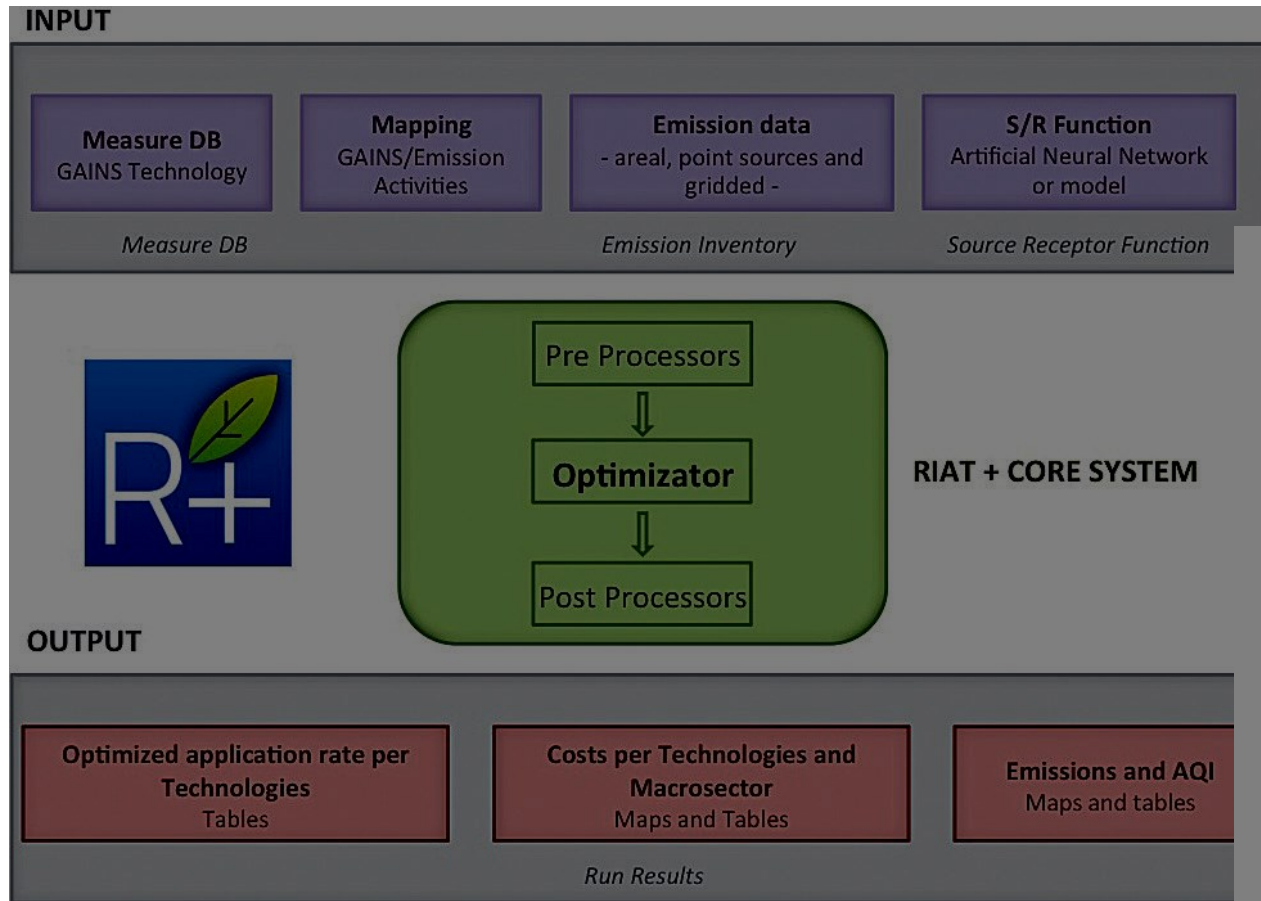 INPUT
Measure DB
GAINS Technology
Mapping
GAINS/Emission
Activities
Emission data
- areal, point sources and
gridded -
S/R Function
Artificial Neural Network
or model
Measure DB
Emission Inventory
Source Receptor Function
R+
Pre Processors
Optimizator
Post Processors
RIAT + CORE SYSTEM
OUTPUT
Optimized application rate per
Technologies
Tables
Costs per Technologies and
Macrosector
Maps and Tables
Emissions and AQI
Maps and tables
Run Results